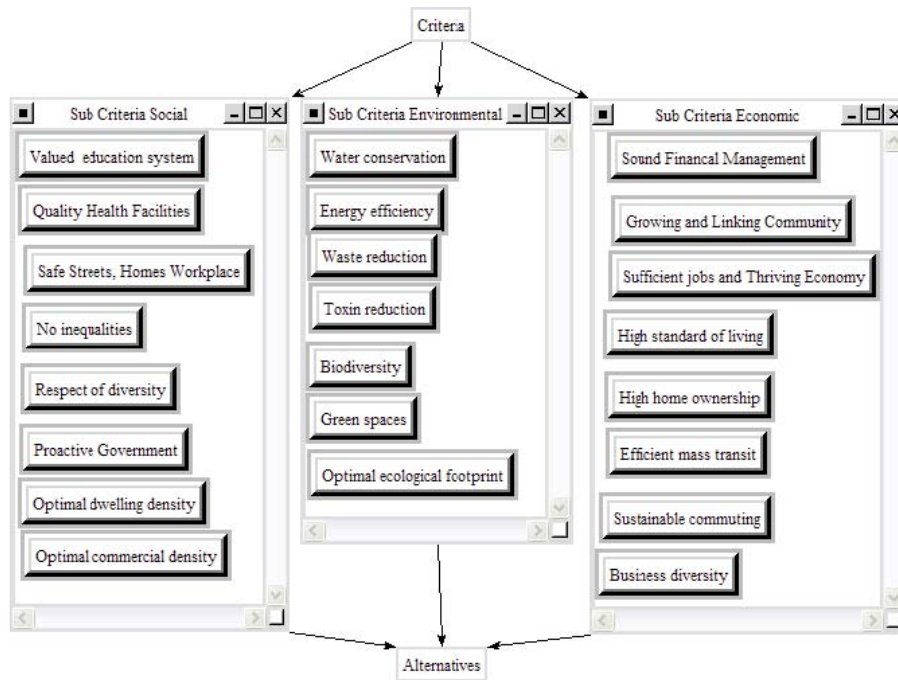 Criteria
Sub Criteria Social
Valued education system
Quality Health Facilities
Safe Streets, Homes Workplace
No inequalities
Respect of diversity
Proactive Government
Optimal dwelling density
Optimal commercial density
Sub Criteria Environmental
Water conservation
Energy efficiency
Waste reduction
Toxin reduction
Biodiversity
Green spaces
Optimal ecological footprint
Sub Criteria Economic
Sound Financal Management
Growing and Linking Community
Sufficient jobs and Thriving Economy
High standard of living
High home ownership
Efficient mass transit
Sustainable commuting
Business diversity
Alternatives